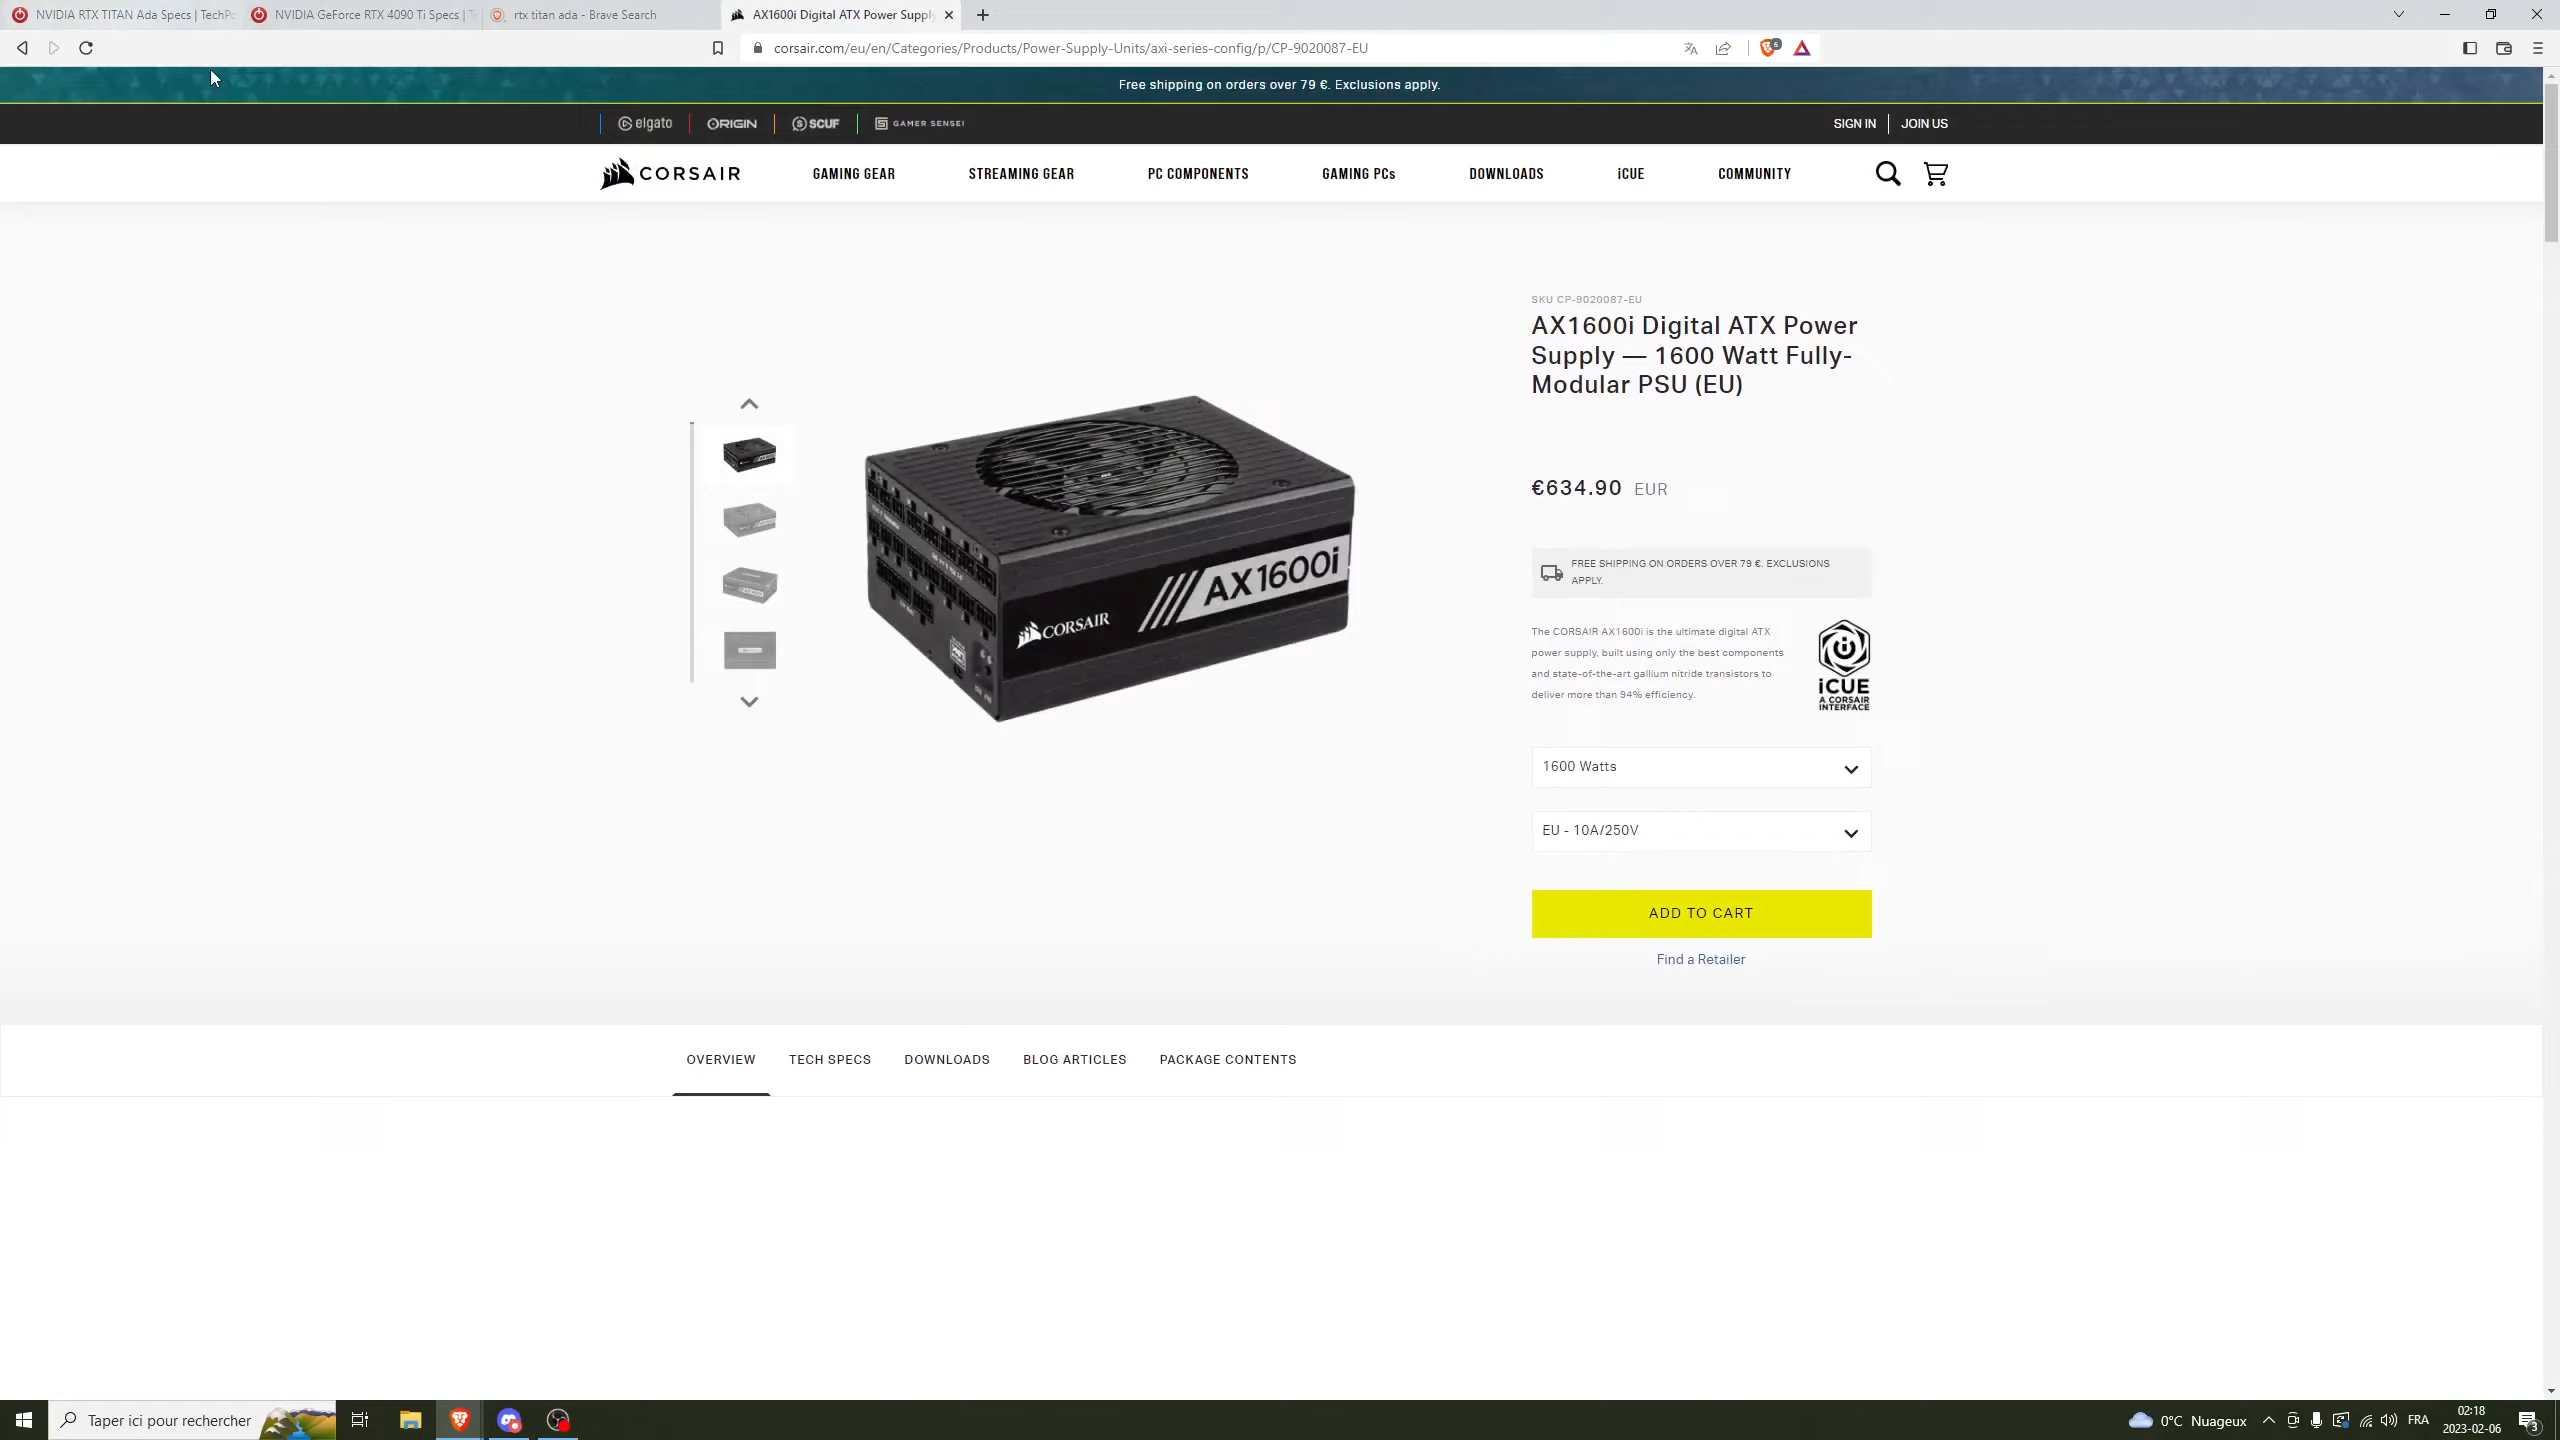 NVIDIA RTX TITAN Ada Specs | TechPo
NVIDIA GeForce RTX 4090 Ti Specs | Te
rtx titan ada - Brave Search
AX1600i Digital ATX Power Supply
corsair.com/eu/en/Categories/Products/Power-Supply-Units/axi-series-config/p/CP-9020087-EU
6
Free shipping on orders over 79 €. Exclusions apply.
elgato
ORIGIN
SCUF
GAMER SENSEI
SIGN IN
JOIN US
CORSAIR
GAMING GEAR
STREAMING GEAR
PC COMPONENTS
GAMING PCs
DOWNLOADS
iCUE
COMMUNITY
SKU CP-9020087-EU
AX1600i Digital ATX Power
Supply — 1600 Watt Fully-
Modular PSU (EU)
€634.90 EUR
FREE SHIPPING ON ORDERS OVER 79 €. EXCLUSIONS
APPLY.
The CORSAIR AX1600i is the ultimate digital ATX
power supply, built using only the best components
and state-of-the-art gallium nitride transistors to
deliver more than 94% efficiency.
iCUE
A CORSAIR
INTERFACE
CORSAIR
AX1600i
1600 Watts
EU - 10A/250V
ADD TO CART
Find a Retailer
OVERVIEW
TECH SPECS
DOWNLOADS
BLOG ARTICLES
PACKAGE CONTENTS
Taper ici pour rechercher
0°C Nuageux
FRA
02:18
2023-02-06
3